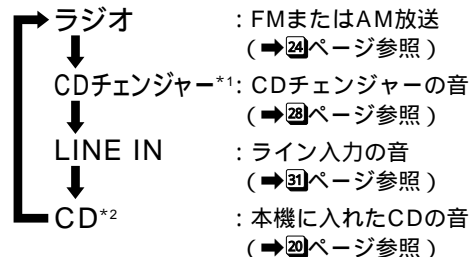 ラジオ : FMまたはAM放送
(➡24ページ参照)
CDチェンジャー*1: CDチェンジャーの音
(➡28ページ参照)
LINE IN : ライン入力の音
(➡31ページ参照)
CD*2 : 本機に入れたCDの音
(➡20ページ参照)